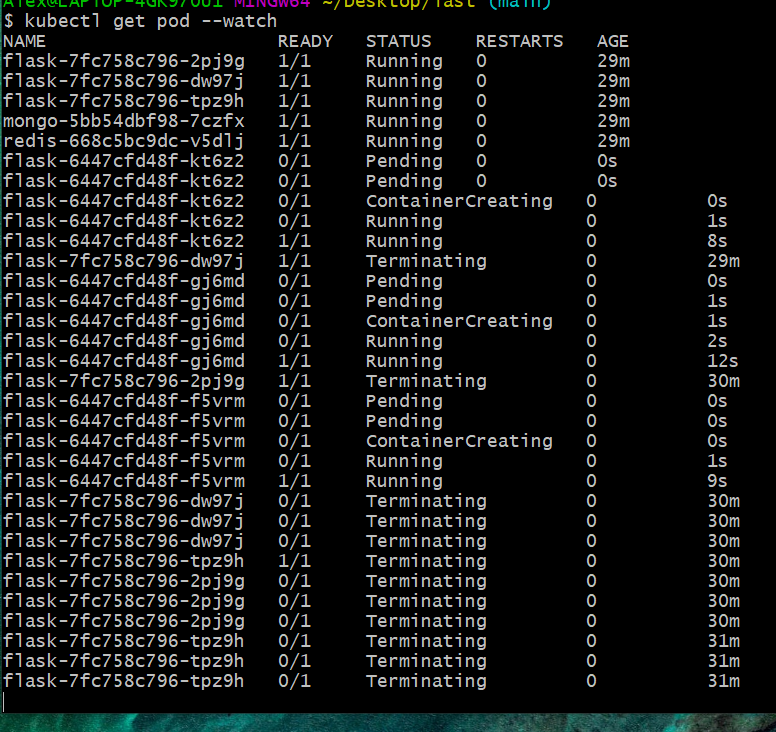 Alex@LAPTOP-4GK97O01 MINGW64 ~/Desktop/fast (main)
$ kubectl get pod --watch
NAME READY STATUS RESTARTS AGE
flask-7fc758c796-2pj9g 1/1 Running 0 29m
flask-7fc758c796-dw97j 1/1 Running 0 29m
flask-7fc758c796-tpz9h 1/1 Running 0 29m
mongo-5bb54dbf98-7czfx 1/1 Running 0 29m
redis-668c5bc9dc-v5dlj 1/1 Running 0 29m
flask-6447cfd48f-kt6z2 0/1 Pending 0 0s
flask-6447cfd48f-kt6z2 0/1 Pending 0 0s
flask-6447cfd48f-kt6z2 0/1 ContainerCreating 0 0s
flask-6447cfd48f-kt6z2 0/1 Running 0 1s
flask-6447cfd48f-kt6z2 1/1 Running 0 8s
flask-7fc758c796-dw97j 1/1 Terminating 0 29m
flask-6447cfd48f-gj6md 0/1 Pending 0 0s
flask-6447cfd48f-gj6md 0/1 Pending 0 1s
flask-6447cfd48f-gj6md 0/1 ContainerCreating 0 1s
flask-6447cfd48f-gj6md 0/1 Running 0 2s
flask-6447cfd48f-gj6md 1/1 Running 0 12s
flask-7fc758c796-2pj9g 1/1 Terminating 0 30m
flask-6447cfd48f-f5vrm 0/1 Pending 0 0s
flask-6447cfd48f-f5vrm 0/1 Pending 0 0s
flask-6447cfd48f-f5vrm 0/1 ContainerCreating 0 0s
flask-6447cfd48f-f5vrm 0/1 Running 0 1s
flask-6447cfd48f-f5vrm 1/1 Running 0 9s
flask-7fc758c796-dw97j 0/1 Terminating 0 30m
flask-7fc758c796-dw97j 0/1 Terminating 0 30m
flask-7fc758c796-dw97j 0/1 Terminating 0 30m
flask-7fc758c796-tpz9h 1/1 Terminating 0 30m
flask-7fc758c796-2pj9g 0/1 Terminating 0 30m
flask-7fc758c796-2pj9g 0/1 Terminating 0 30m
flask-7fc758c796-2pj9g 0/1 Terminating 0 30m
flask-7fc758c796-tpz9h 0/1 Terminating 0 31m
flask-7fc758c796-tpz9h 0/1 Terminating 0 31m
flask-7fc758c796-tpz9h 0/1 Terminating 0 31m